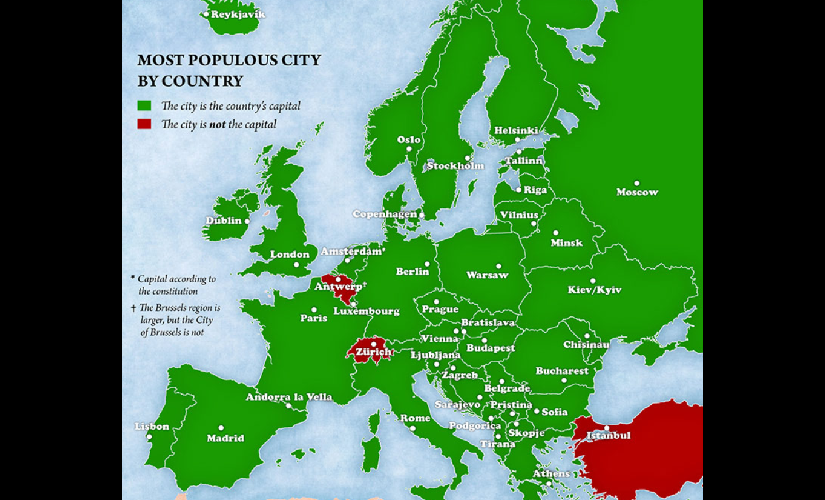 Reykjavik
MOST POPULOUS CITY
BY COUNTRY
The city is the country's capital
The city is not the capital
Oslo
Helsinki
Stockholm
Tallinn
Riga
Moscow
Copenhagen
Vilnius
Dublin
Minsk
London
Amsterdam*
Berlin
Warsaw
* Capital according to
the constitution
Antwerp†
Kiev/Kyiv
† The Brussels region is
larger, but the City
of Brussels is not
Luxembourg
Prague
Paris
Bratislava
Vienna
Budapest
Chisinau
Zürich
Ljubljana
Zagreb
Bucharest
Belgrade
Andorra la Vella
Sarajevo
Pristina
Sofia
Rome
Lisbon
Podgorica
Skopje
Madrid
Tirana
Istanbul
Athens